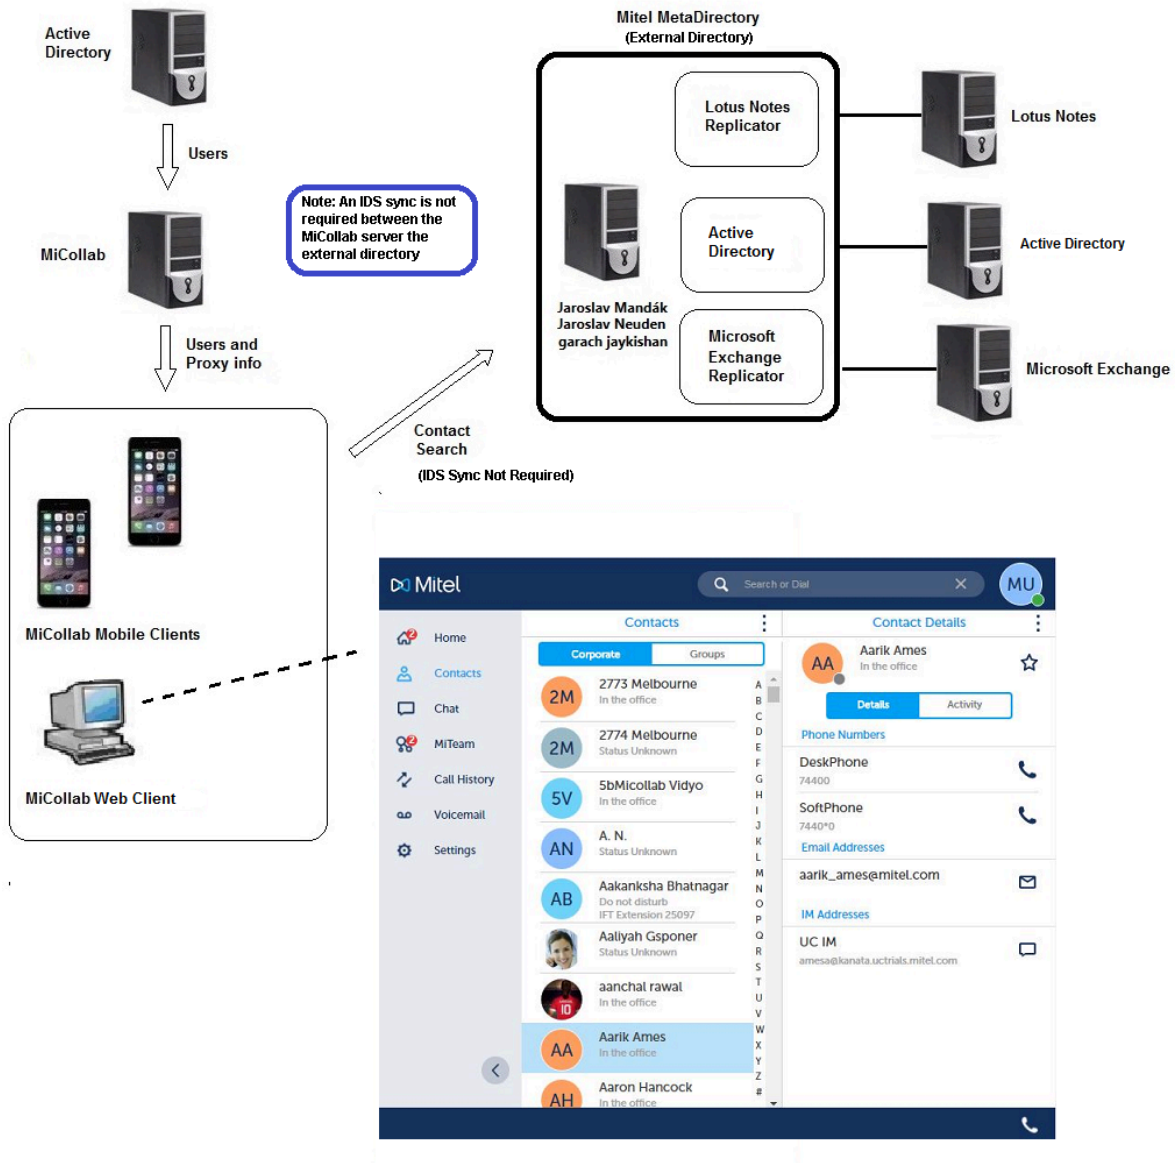 Active
Directory
Users
MiCollab
Users and
Proxy info
Note: An IDS sync is not
required between the
MiCollab server the
external directory
Mitel MetaDirectory
(External Directory)
Lotus Notes
Replicator
Active
Directory
Microsoft
Exchange
Replicator
Jaroslav Mandák
Jaroslav Neuden
garach jaykishan
Lotus Notes
Active Directory
Microsoft Exchange
Contact
Search
(IDS Sync Not Required)
MiCollab Mobile Clients
MiCollab Web Client
Mitel
Search or Dial
MU
2
Home
Contacts
Chat
2
MiTeam
Call History
Voicemail
Settings
Contacts
Corporate
Groups
2M
2773 Melbourne
In the office
2M
2774 Melbourne
Status Unknown
5V
5bMicollab Vidyo
In the office
AN
A. N.
Status Unknown
AB
Aakanksha Bhatnagar
Do not disturb
IFT Extension 25097
Aaliyah Gsponer
Status Unknown
10
aanchal rawal
In the office
AA
Aarik Ames
In the office
AH
Aaron Hancock
In the office
A
B
C
D
E
F
G
H
I
J
K
L
M
N
O
P
Q
R
S
T
U
V
W
X
Y
Z
#
Contact Details
AA
Aarik Ames
In the office
Details
Activity
Phone Numbers
DeskPhone
74400
SoftPhone
7440*0
Email Addresses
aarik_ames@mitel.com
IM Addresses
UC IM
amesa@kanata.uctrials.mitel.com